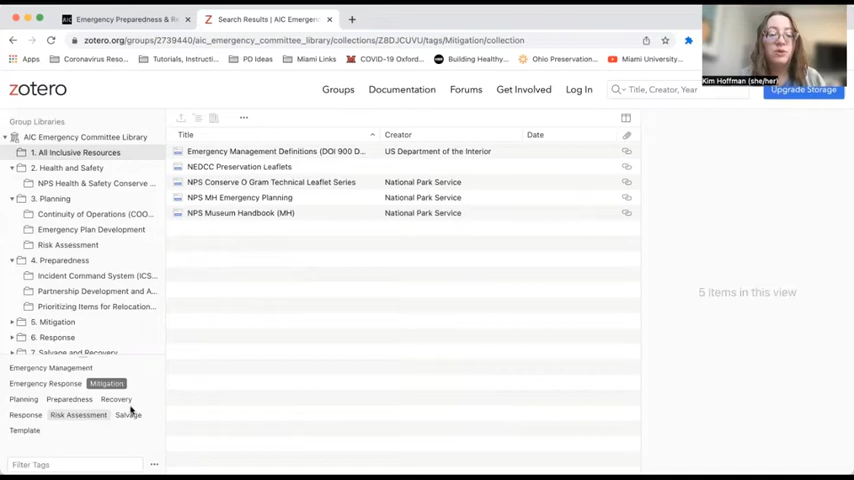 AIC Emergency Preparedness & Re
Search Results | AIC Emergenc
zotero.org/groups/2739440/aic_emergency_committee_library/collections/Z8DJCUVU/tags/Mitigation/collection
Apps Coronavirus Reso... Tutorials, Instructi... PD Ideas Miami Links COVID-19 Oxford... Building Healthy... Ohio Preservation... Miami University...
Kim Hoffman (she/her)
zotero Groups Documentation Forums Get Involved Log In Title, Creator, Year Upgrade Storage
Group Libraries
AIC Emergency Committee Library
1. All Inclusive Resources
2. Health and Safety
NPS Health & Safety Conserve ...
3. Planning
Continuity of Operations (COO...
Emergency Plan Development
Risk Assessment
4. Preparedness
Incident Command System (ICS...
Partnership Development and A...
Prioritizing Items for Relocation...
5. Mitigation
6. Response
7. Salvage and Recovery
Emergency Management
Emergency Response Mitigation
Planning Preparedness Recovery
Response Risk Assessment Salvage
Template
Filter Tags
Title Creator Date
Emergency Management Definitions (DOI 900 D... US Department of the Interior
NEDCC Preservation Leaflets
NPS Conserve O Gram Technical Leaflet Series National Park Service
NPS MH Emergency Planning National Park Service
NPS Museum Handbook (MH) National Park Service
5 items in this view